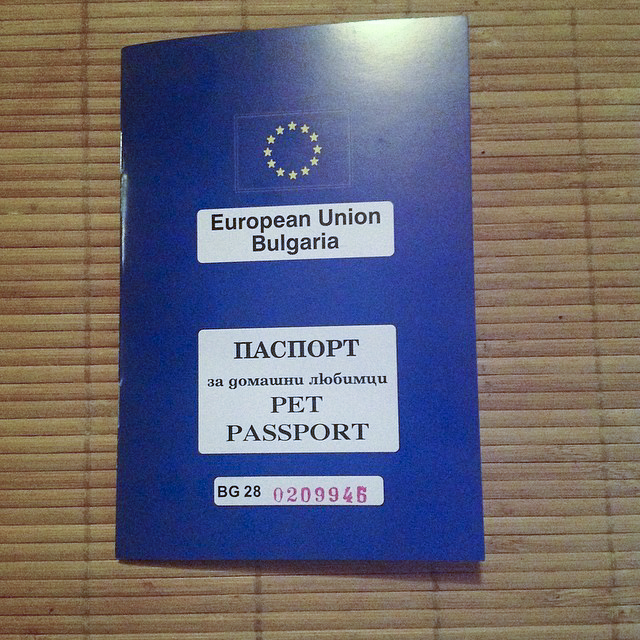 European Union
Bulgaria
ПАСПОРТ
за домашни любимци
PET
PASSPORT
BG 28 0209946